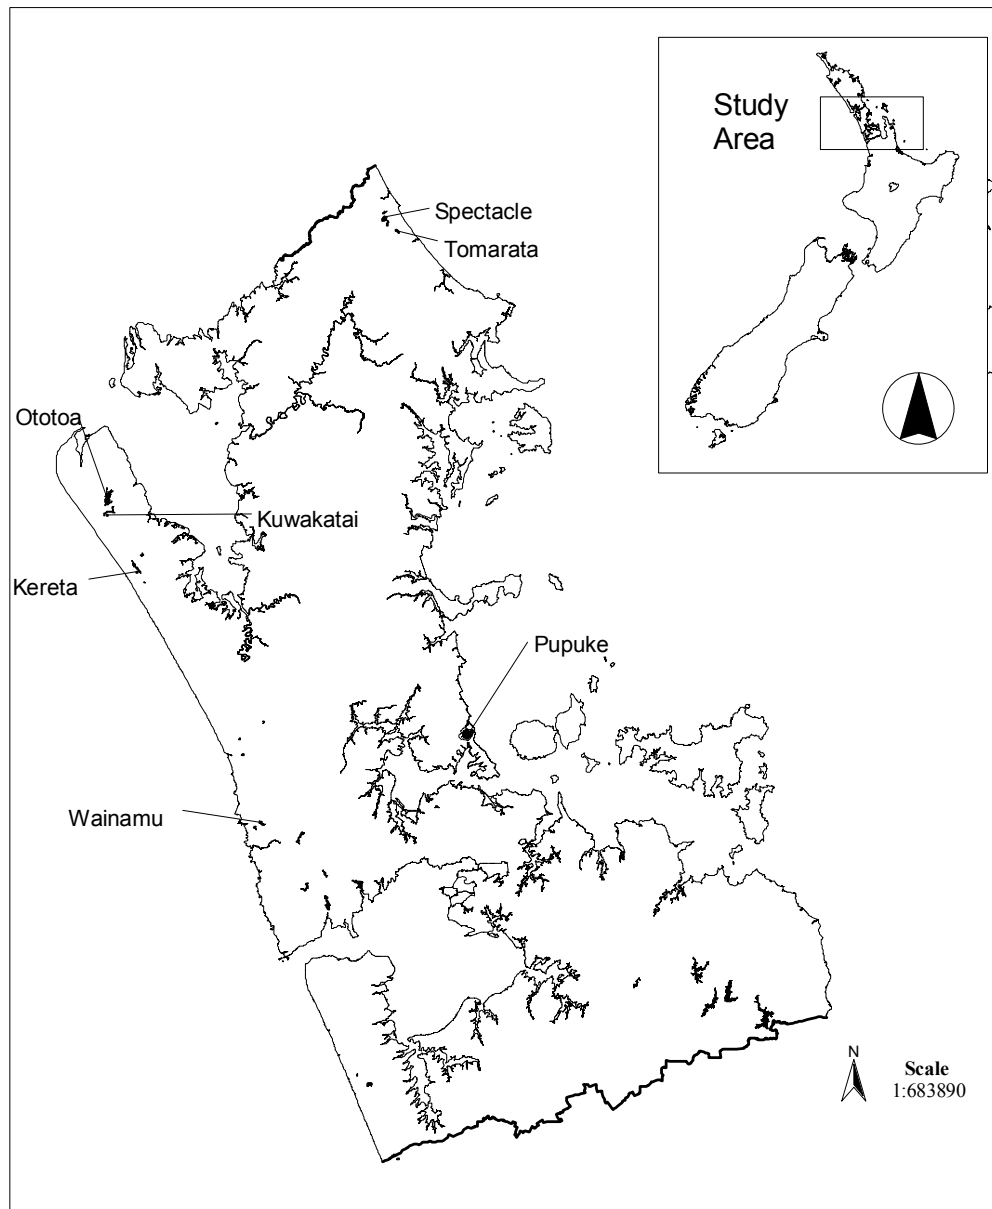 Study
Area
Spectacle
Tomarata
Ototoa
Kuwakatai
Kereta
Pupuke
Wainamu
N
Scale
1:683890